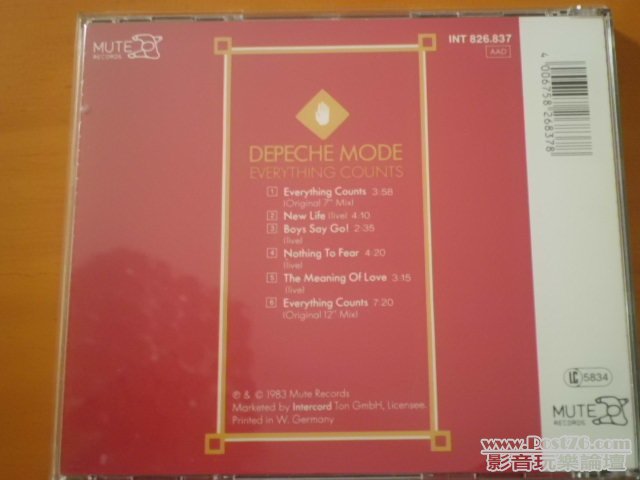 MUTE
RECORDS
INT 826.837
AAD
4 006758 268378
DEPECHE MODE
EVERYTHING COUNTS
1 Everything Counts 3:58
(Original 7" Mix)
2 New Life (live) 4:10
3 Boys Say Go! 2:35
(live)
4 Nothing To Fear 4:20
(live)
5 The Meaning Of Love 3:15
(live)
6 Everything Counts 7:20
(Original 12" Mix)
℗ & © 1983 Mute Records
Marketed by Intercord Ton GmbH, Licensee.
Printed in W. Germany
LC 5834
MUTE
RECORDS
www.Post76.com
影音玩樂論壇